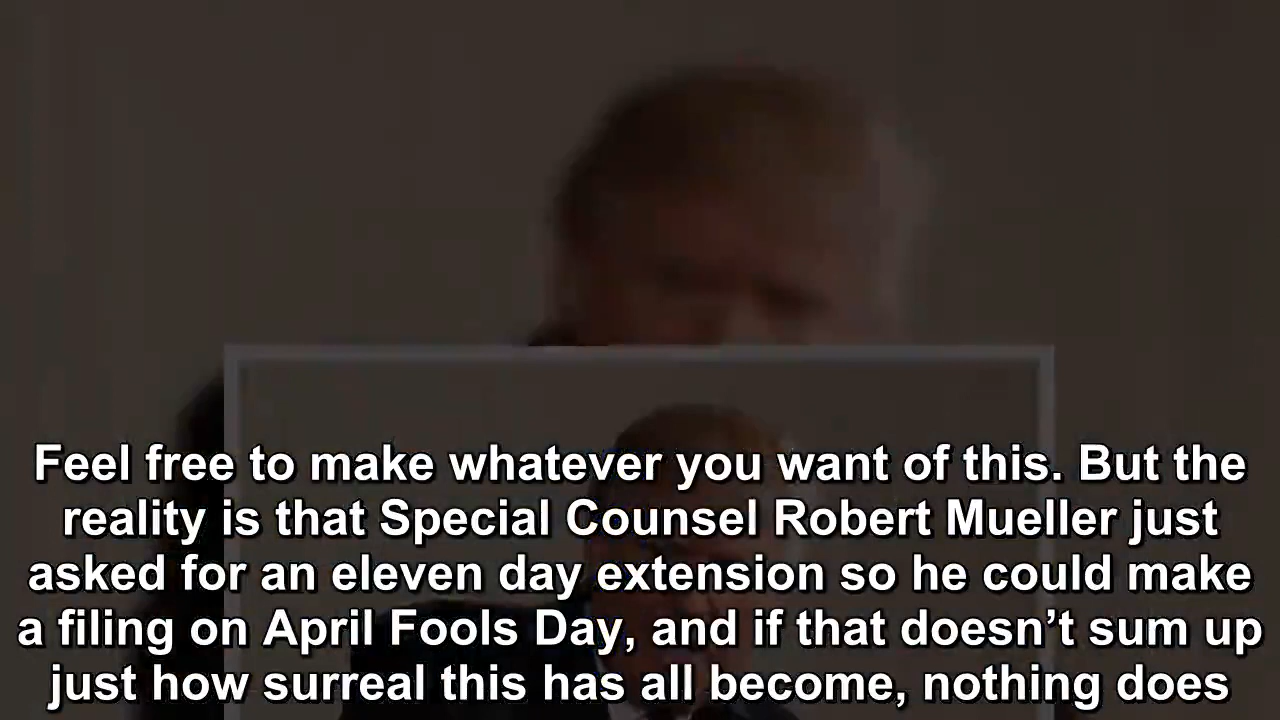 Feel free to make whatever you want of this. But the
reality is that Special Counsel Robert Mueller just
asked for an eleven day extension so he could make
a filing on April Fools Day, and if that doesn’t sum up
just how surreal this has all become, nothing does